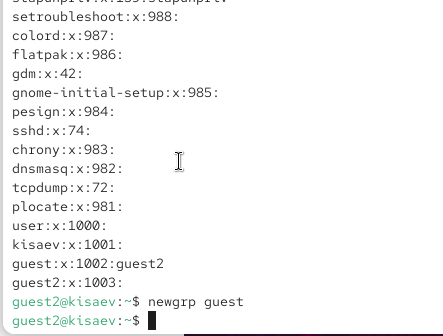 setroubleshoot:x:988:
colord:x:987:
flatpak:x:986:
gdm:x:42:
gnome-initial-setup:x:985:
pesign:x:984:
sshd:x:74:
chrony:x:983:
dnsmasq:x:982:
tcpdump:x:72:
plocate:x:981:
user:x:1000:
kisaev:x:1001:
guest:x:1002:guest2
guest2:x:1003:
guest2@kisaev:~$ newgrp guest
guest2@kisaev:~$